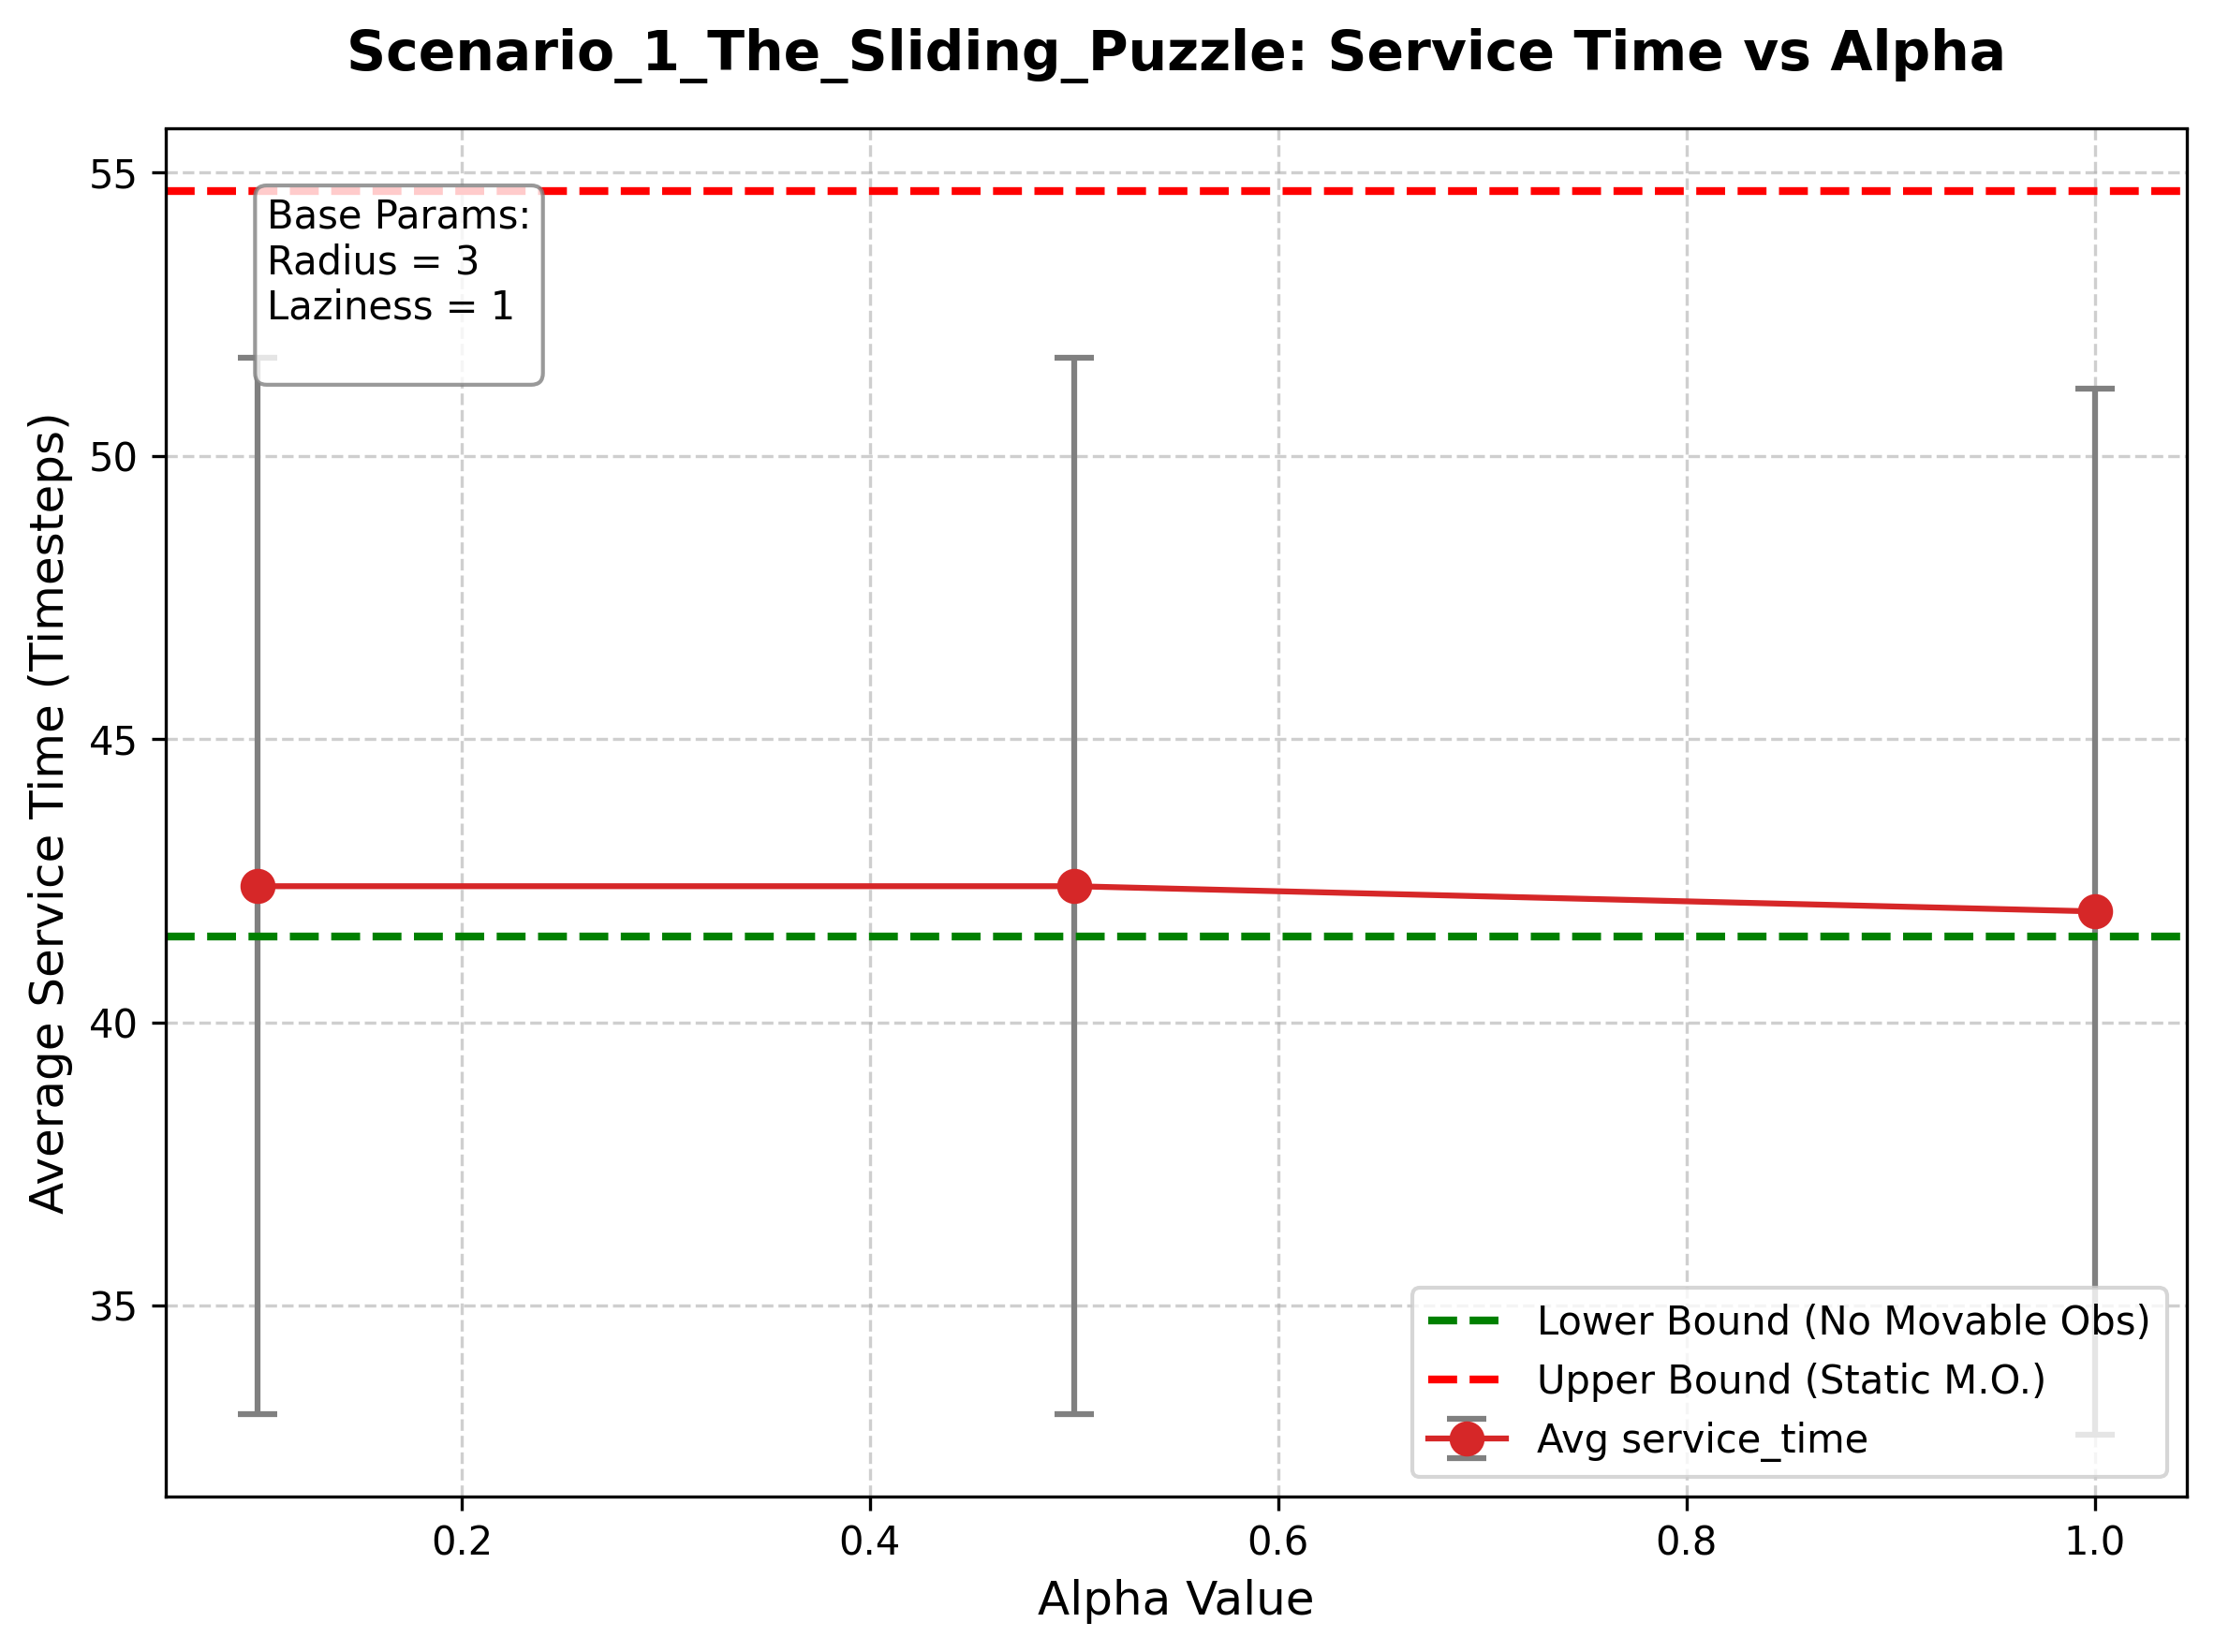 Scenario_1_The_Sliding_Puzzle: Service Time vs Alpha
Average Service Time (Timesteps)
55
50
45
40
35
Base Params:
Radius = 3
Laziness = 1
Lower Bound (No Movable Obs)
Upper Bound (Static M.O.)
Avg service_time
0.2
0.4
0.6
0.8
1.0
Alpha Value